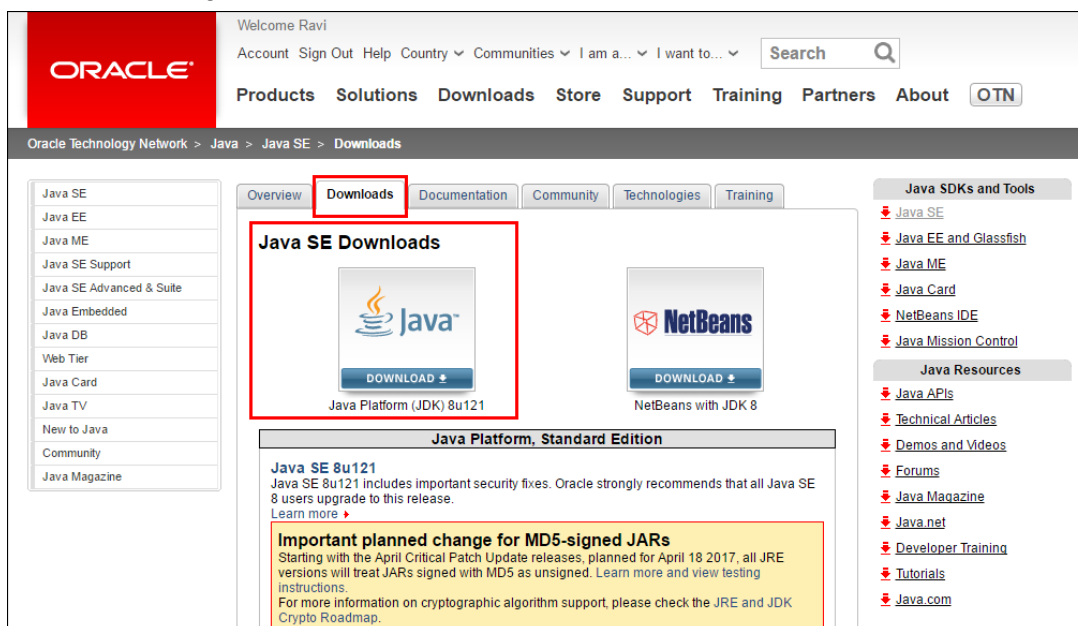 Welcome Ravi
Account Sign Out Help Country Communities I am a... I want to... Search
ORACLE
Products Solutions Downloads Store Support Training Partners About OTN
Oracle Technology Network > Java > Java SE > Downloads
Java SE
Java EE
Java ME
Java SE Support
Java SE Advanced & Suite
Java Embedded
Java DB
Web Tier
Java Card
Java TV
New to Java
Community
Java Magazine
Overview Downloads Documentation Community Technologies Training
Java SE Downloads
Java
DOWNLOAD
Java Platform (JDK) 8u121
NetBeans
DOWNLOAD
NetBeans with JDK 8
Java Platform, Standard Edition
Java SE 8u121
Java SE 8u121 includes important security fixes. Oracle strongly recommends that all Java SE
8 users upgrade to this release.
Learn more
Important planned change for MD5-signed JARs
Starting with the April Critical Patch Update releases, planned for April 18 2017, all JRE
versions will treat JARs signed with MD5 as unsigned. Learn more and view testing
instructions.
For more information on cryptographic algorithm support, please check the JRE and JDK
Crypto Roadmap.
Java SDKs and Tools
Java SE
Java EE and Glassfish
Java ME
Java Card
NetBeans IDE
Java Mission Control
Java Resources
Java APIs
Technical Articles
Demos and Videos
Forums
Java Magazine
Java.net
Developer Training
Tutorials
Java.com